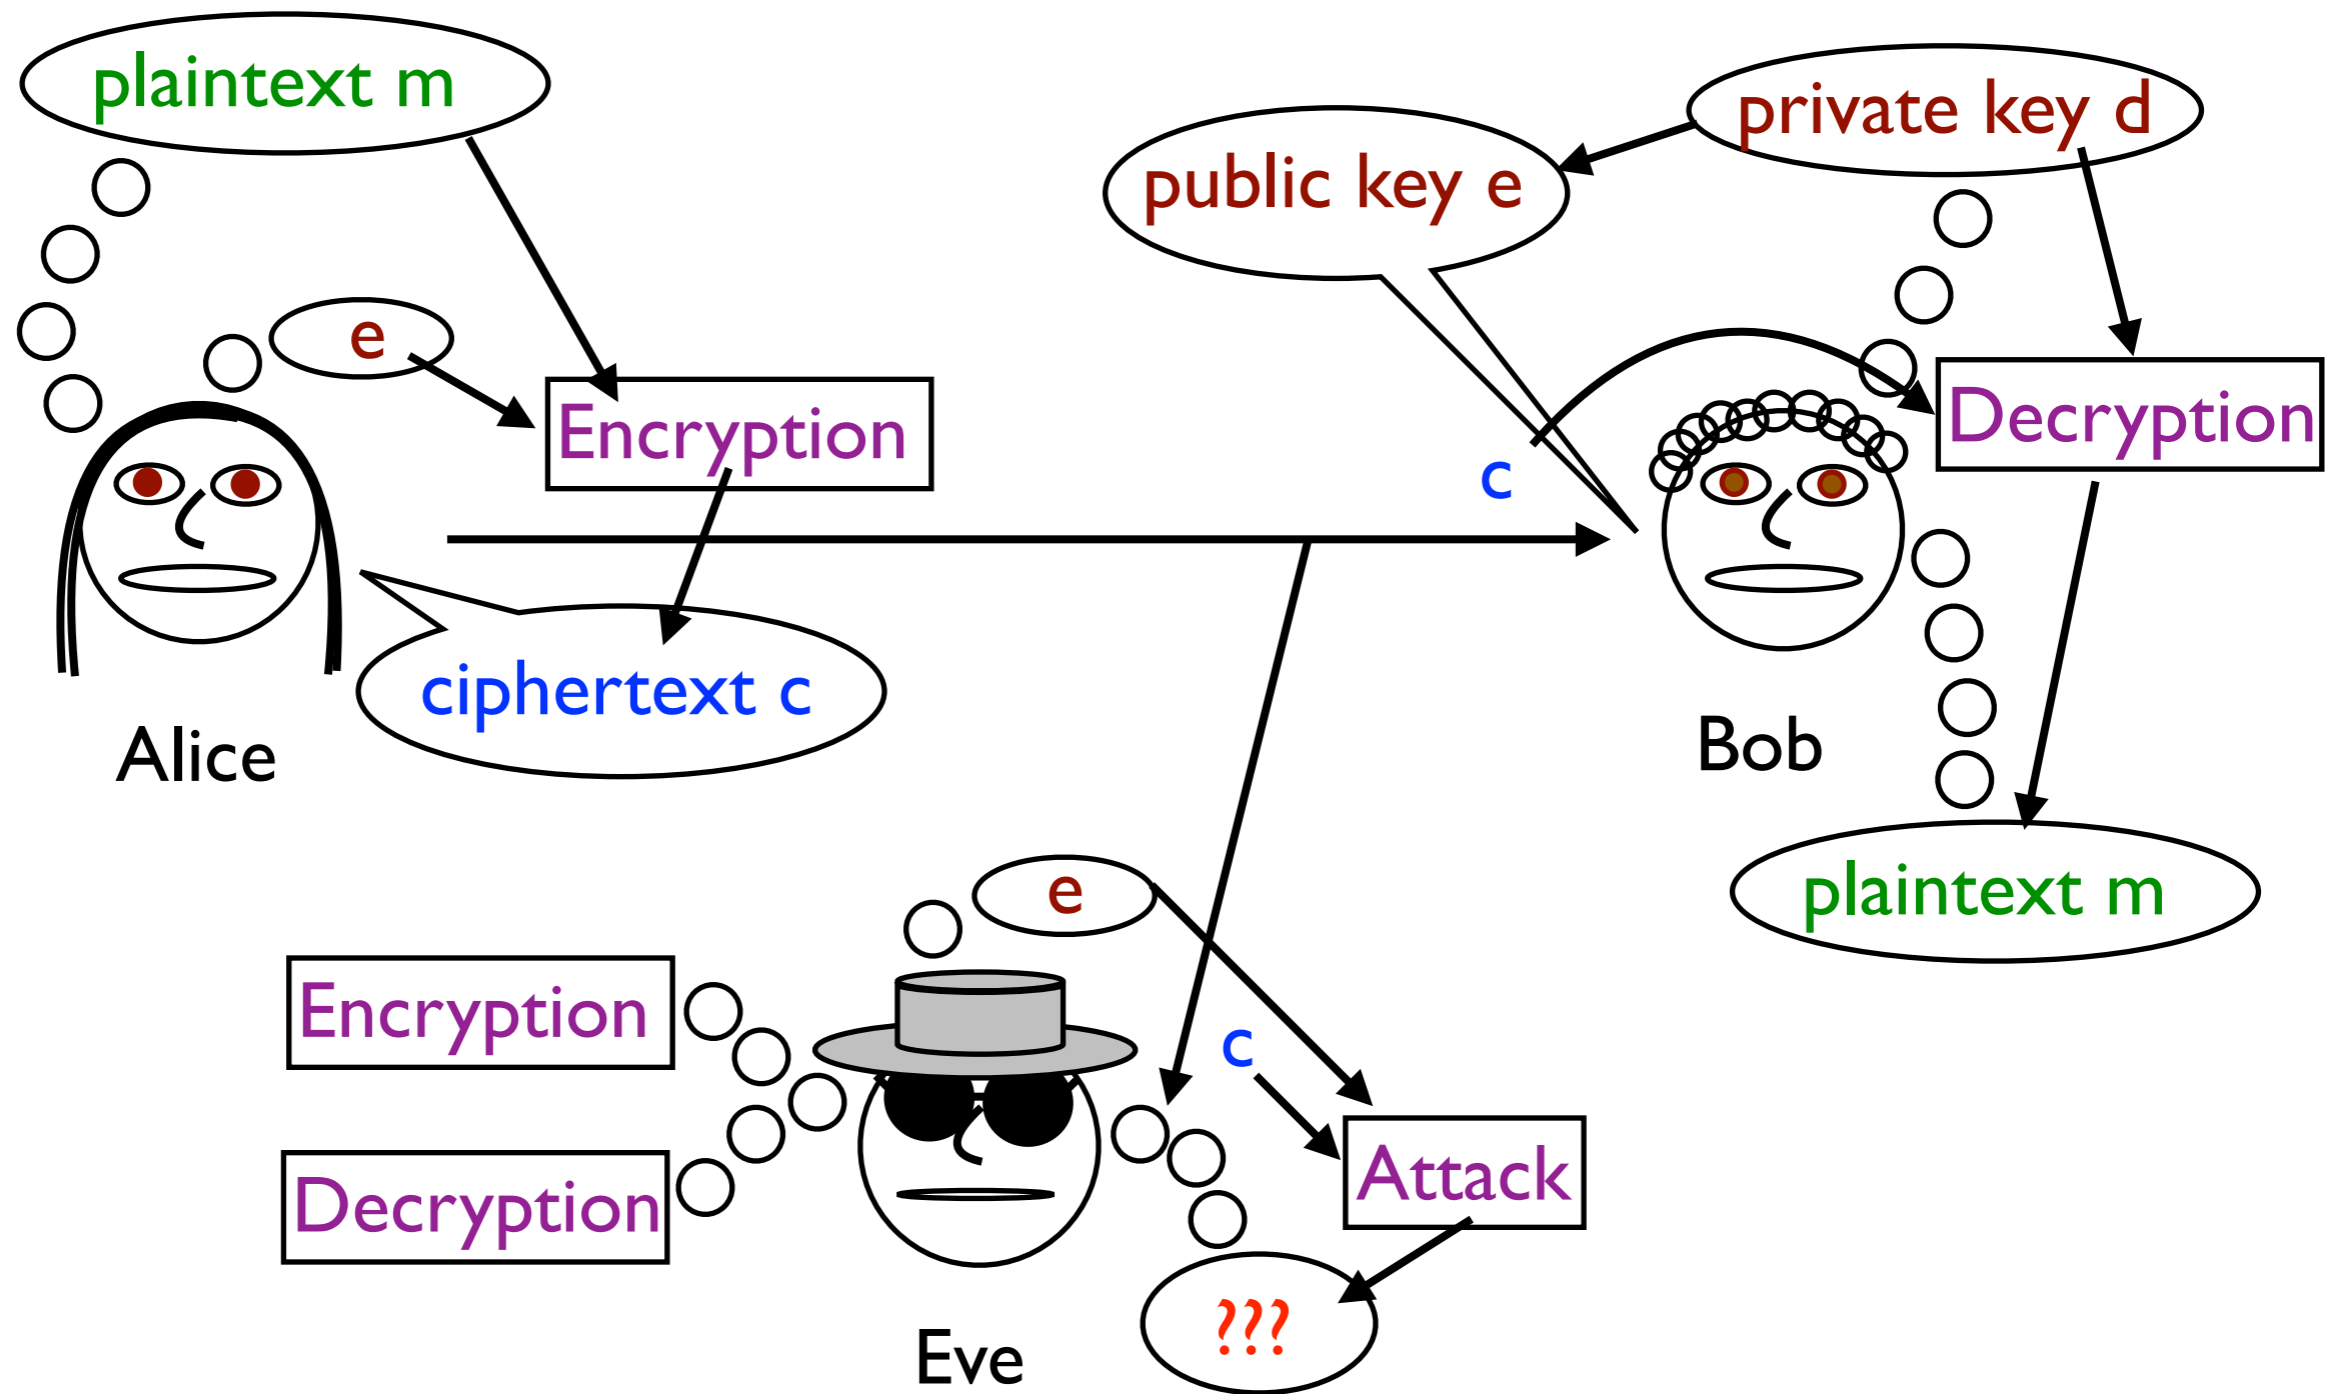 plaintext m
private key d
public key e
e
Encryption
Decryption
c
ciphertext c
Alice
Bob
e
plaintext m
Encryption
c
Decryption
Attack
???
Eve